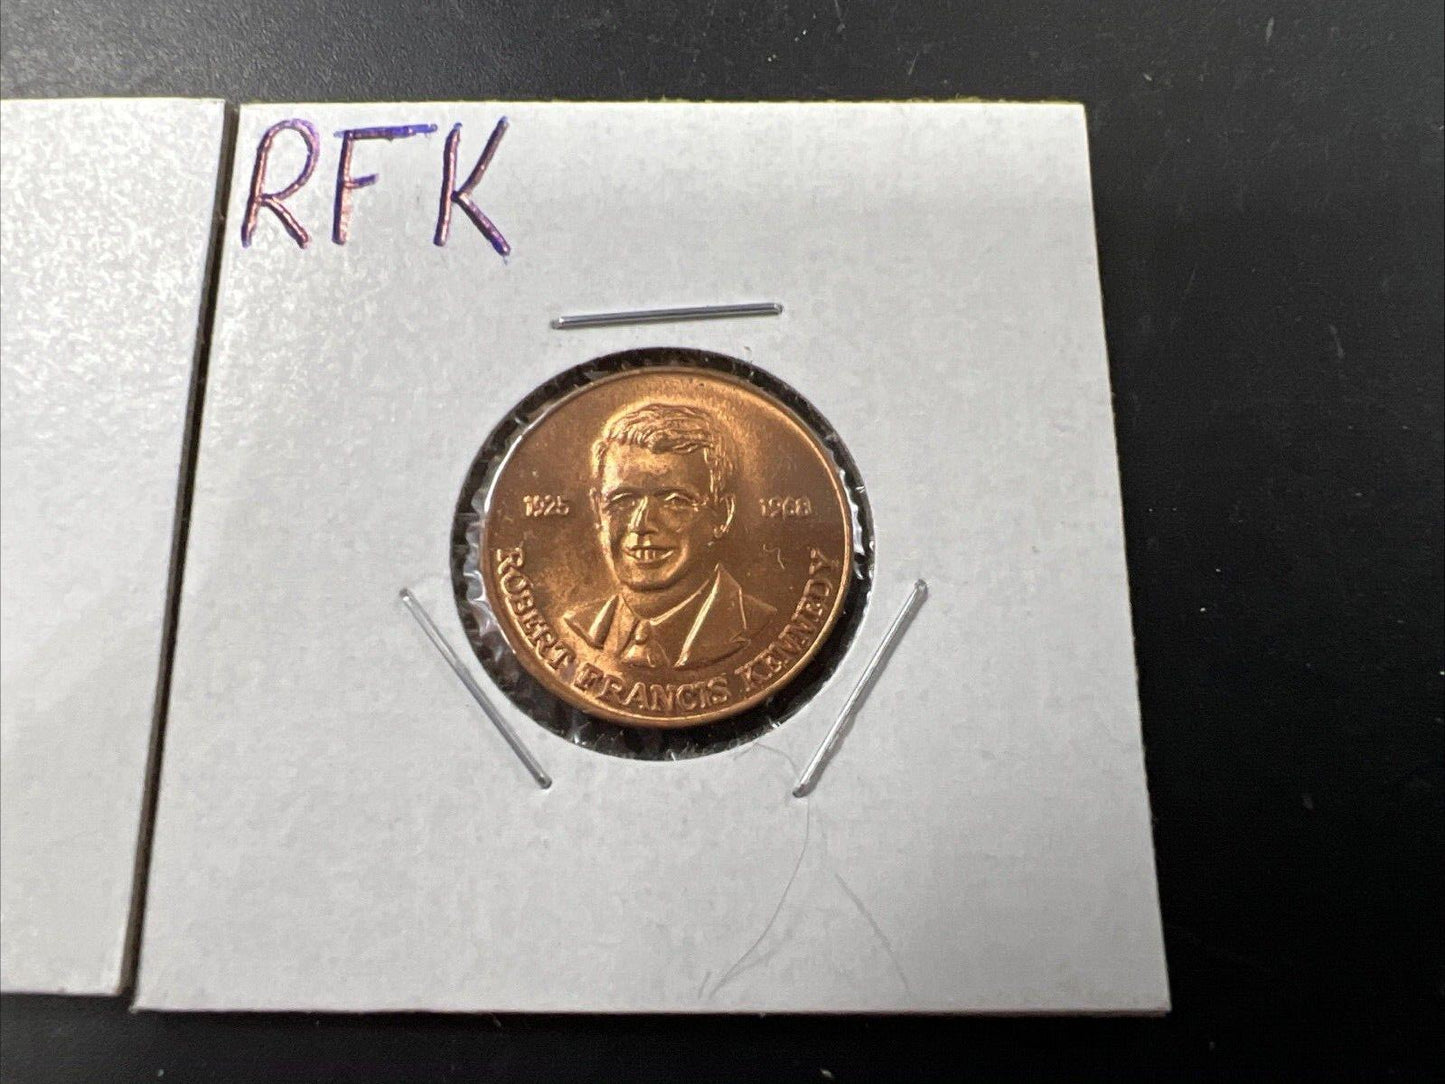 RFK
1925 1968
ROBERT FRANCIS KENNEDY